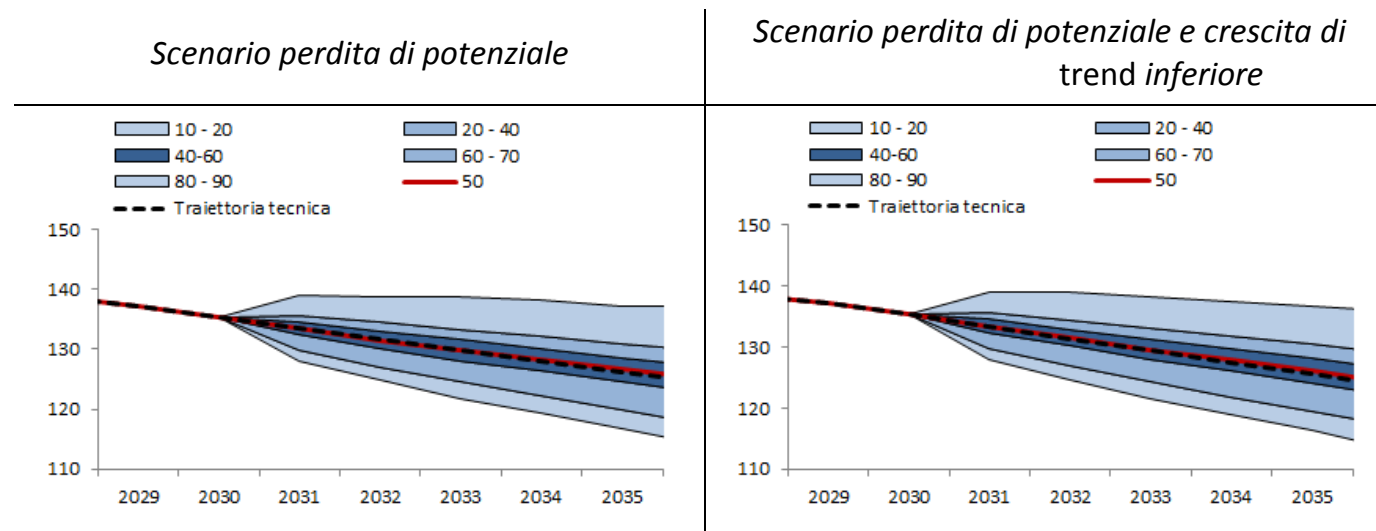 Scenario perdita di potenziale
Scenario perdita di potenziale e crescita di
trend inferiore
10 - 20
20 - 40
40-60
60 - 70
80 - 90
50
Traiettoria tecnica
150
140
130
120
110
2029 2030 2031 2032 2033 2034 2035
10 - 20
20 - 40
40-60
60 - 70
80 - 90
50
Traiettoria tecnica
150
140
130
120
110
2029 2030 2031 2032 2033 2034 2035